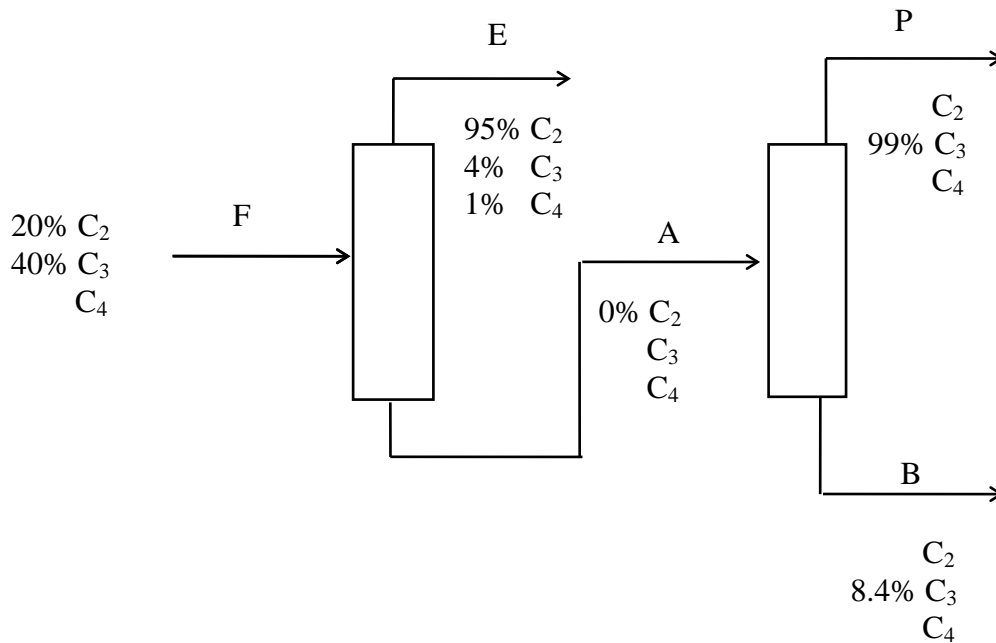 E
P
95% C₂
4% C₃
1% C₄
C₂
99% C₃
C₄
F
20% C₂
40% C₃
C₄
A
0% C₂
C₃
C₄
B
C₂
8.4% C₃
C₄